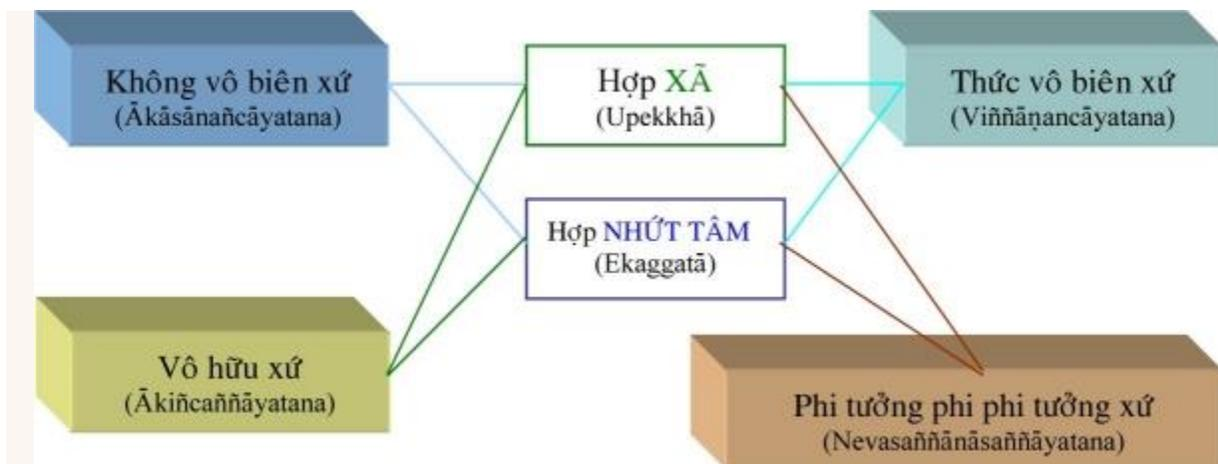 Không vô biên xứ
(Ākāsānañcāyatana)
Hợp XÃ
(Upekkhā)
Thức vô biên xứ
(Viññāṇancāyatana)
Hợp NHỨT TÂM
(Ekaggatā)
Vô hữu xứ
(Ākiñcaññāyatana)
Phi tưởng phi phi tưởng xứ
(Nevasaññānāsaññāyatana)